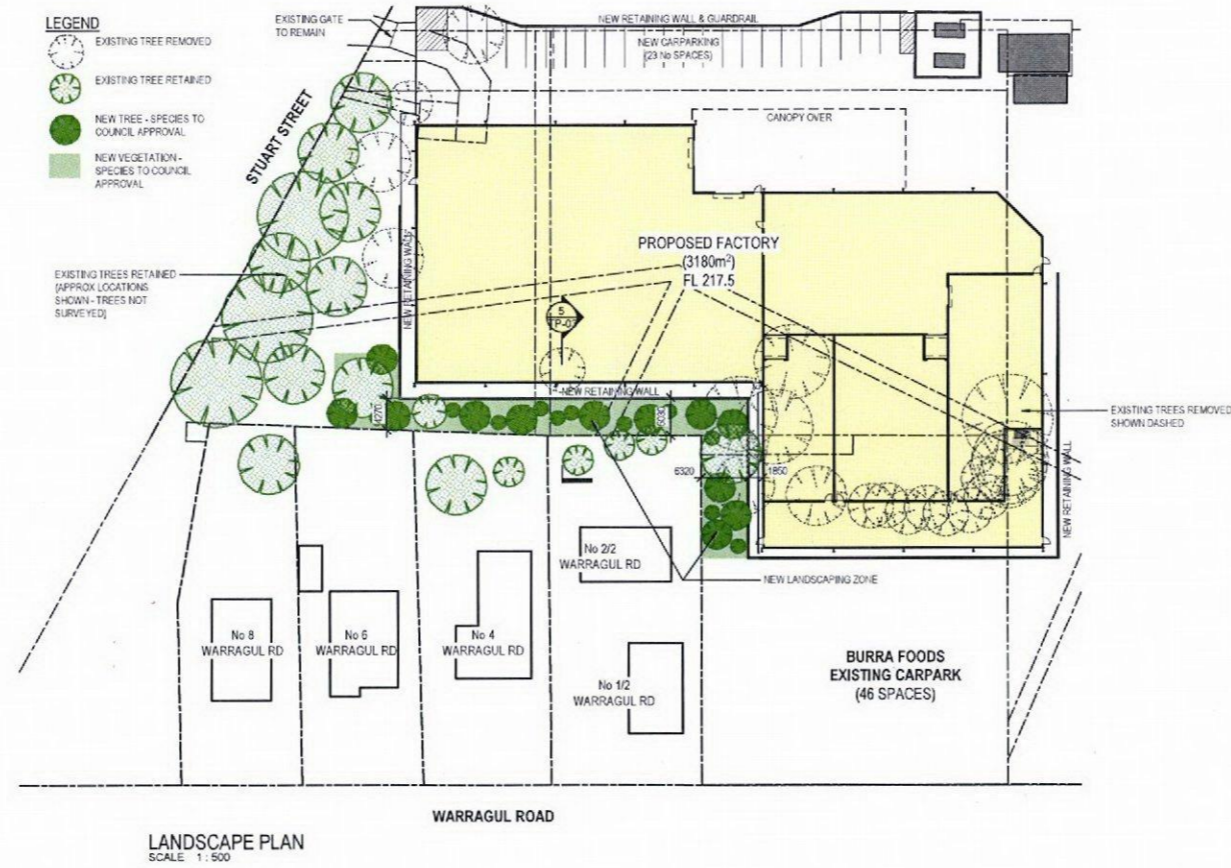 LEGEND
EXISTING TREE REMOVED
EXISTING TREE RETAINED
NEW TREE - SPECIES TO
COUNCIL APPROVAL
NEW VEGETATION -
SPECIES TO COUNCIL
APPROVAL
EXISTING GATE
TO REMAIN
STUART STREET
NEW RETAINING WALL & GUARDRAIL
NEW CARPARKING
(23 No SPACES)
CANOPY OVER
PROPOSED FACTORY
(3180m²)
FL 217.5
NEW RETAINING WALL
EXISTING TREES RETAINED
(APPROX LOCATIONS
SHOWN - TREES NOT
SURVEYED)
5
NEW RETAINING WALL
4270
5030
EXISTING TREES REMOVED
SHOWN DASHED
NEW RETAINING WALL
6320
1850
No 2/2
WARRAGUL RD
NEW LANDSCAPING ZONE
No 8
WARRAGUL RD
No 6
WARRAGUL RD
No 4
WARRAGUL RD
No 1/2
WARRAGUL RD
BURRA FOODS
EXISTING CARPARK
(46 SPACES)
WARRAGUL ROAD
LANDSCAPE PLAN
SCALE 1 : 500